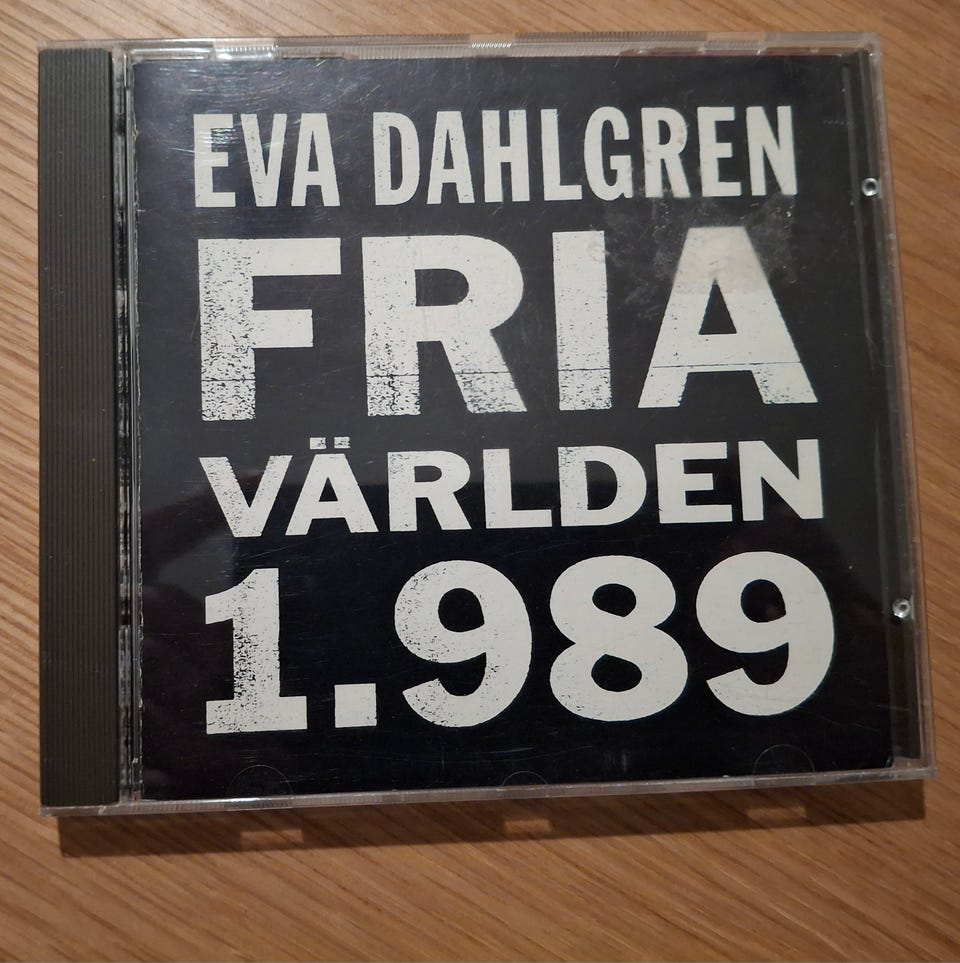 EVA DAHLGREN
FRIA
VÄRLDEN
1.989